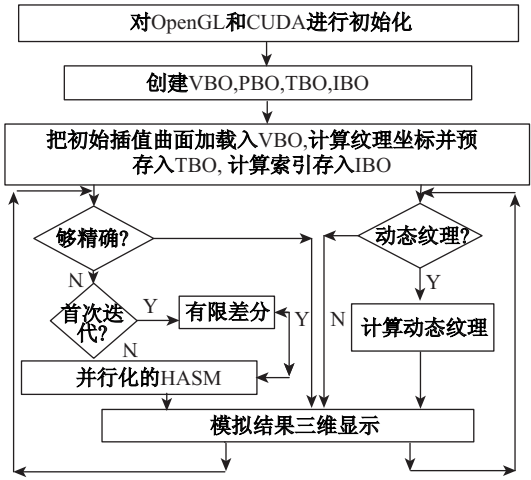 对OpenGL和CUDA进行初始化
创建VBO,PBO,TBO,IBO
把初始插值曲面加载入VBO,计算纹理坐标并预
存入TBO, 计算索引存入IBO
够精确?
动态纹理?
N
Y
首次迭
代?
Y
有限差分
Y
N
计算动态纹理
N
并行化的HASM
模拟结果三维显示